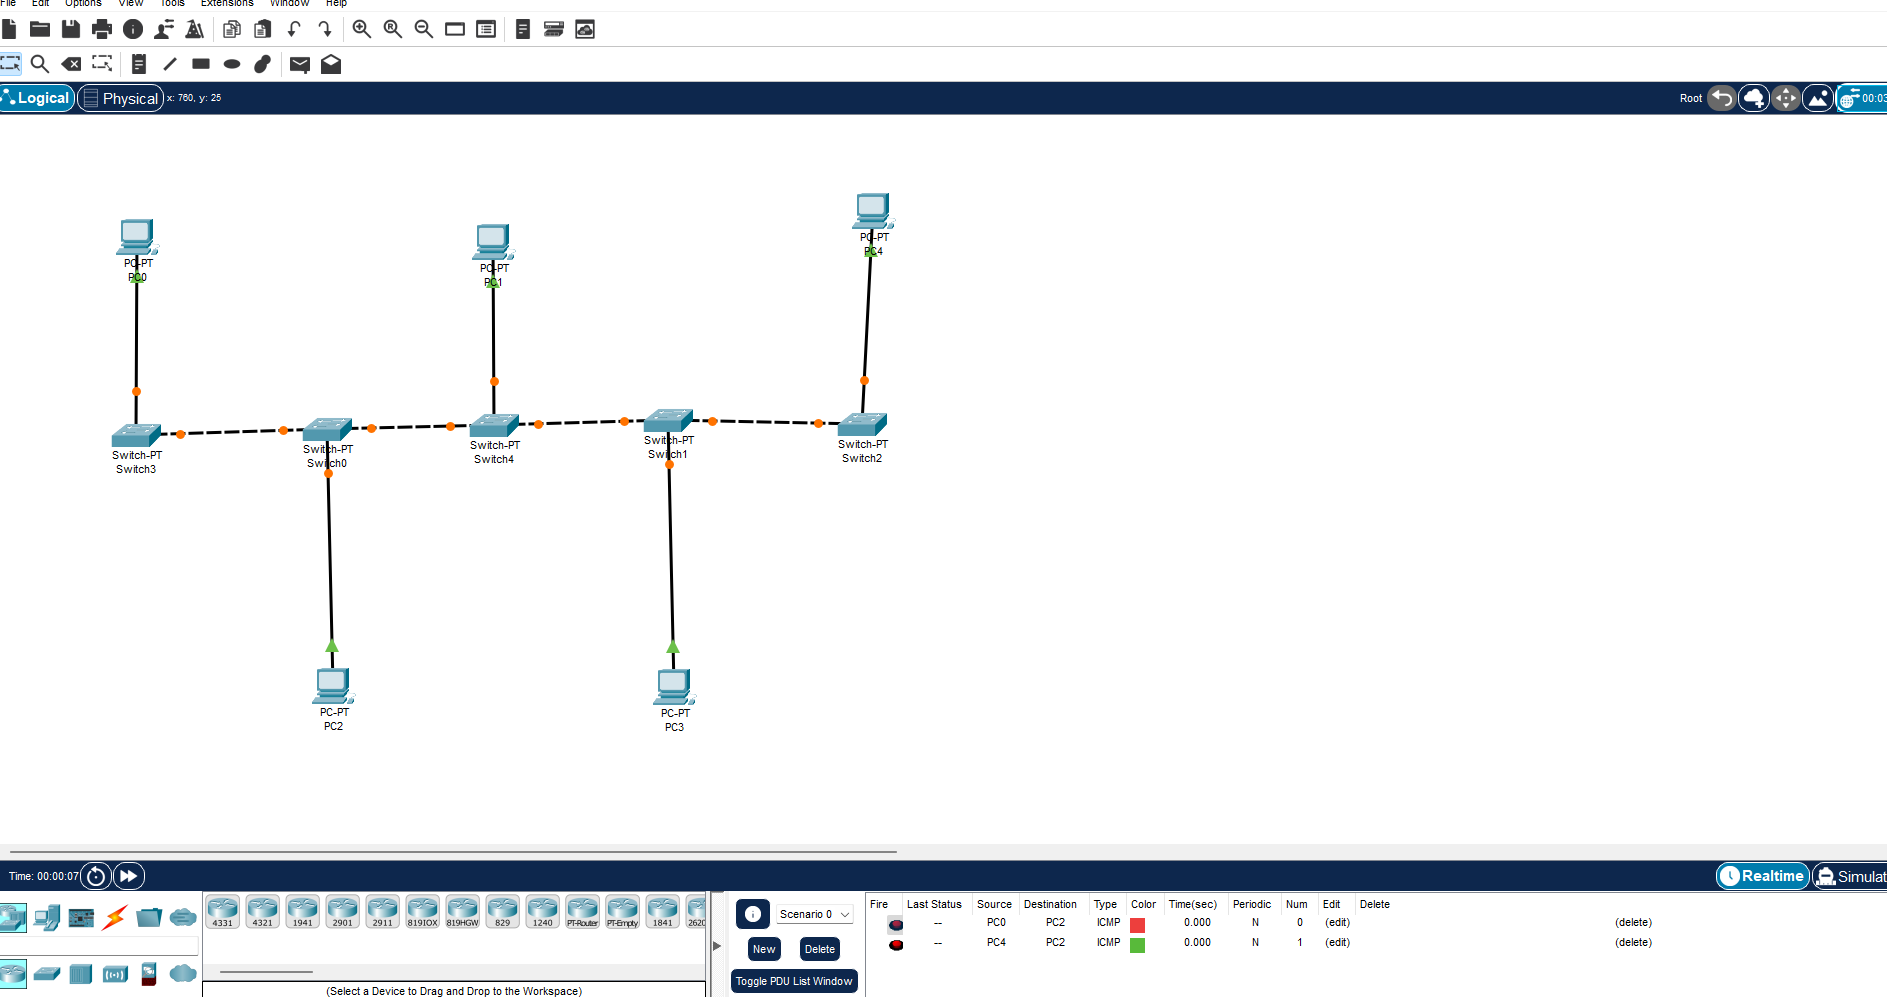 File Edit Options View Tools Extensions Window Help
Logical Physical x: 760, y: 25 Root 00:03
PC-PT
PC4
PC-PT
PC0
PC-PT
PC1
Switch-PT
Switch3
Switch-PT
Switch0
Switch-PT
Switch4
Switch-PT
Switch1
Switch-PT
Switch2
PC-PT
PC2
PC-PT
PC3
Time: 00:00:07 Realtime Simulat
4331 4321 1941 2901 2911 819IOX 819HGW 829 1240 PT-Router PT-Empty 1841 2620
(Select a Device to Drag and Drop to the Workspace)
Scenario 0
New Delete
Toggle PDU List Window
Fire Last Status Source Destination Type Color Time(sec) Periodic Num Edit Delete
-- PC0 PC2 ICMP 0.000 N 0 (edit) (delete)
-- PC4 PC2 ICMP 0.000 N 1 (edit) (delete)